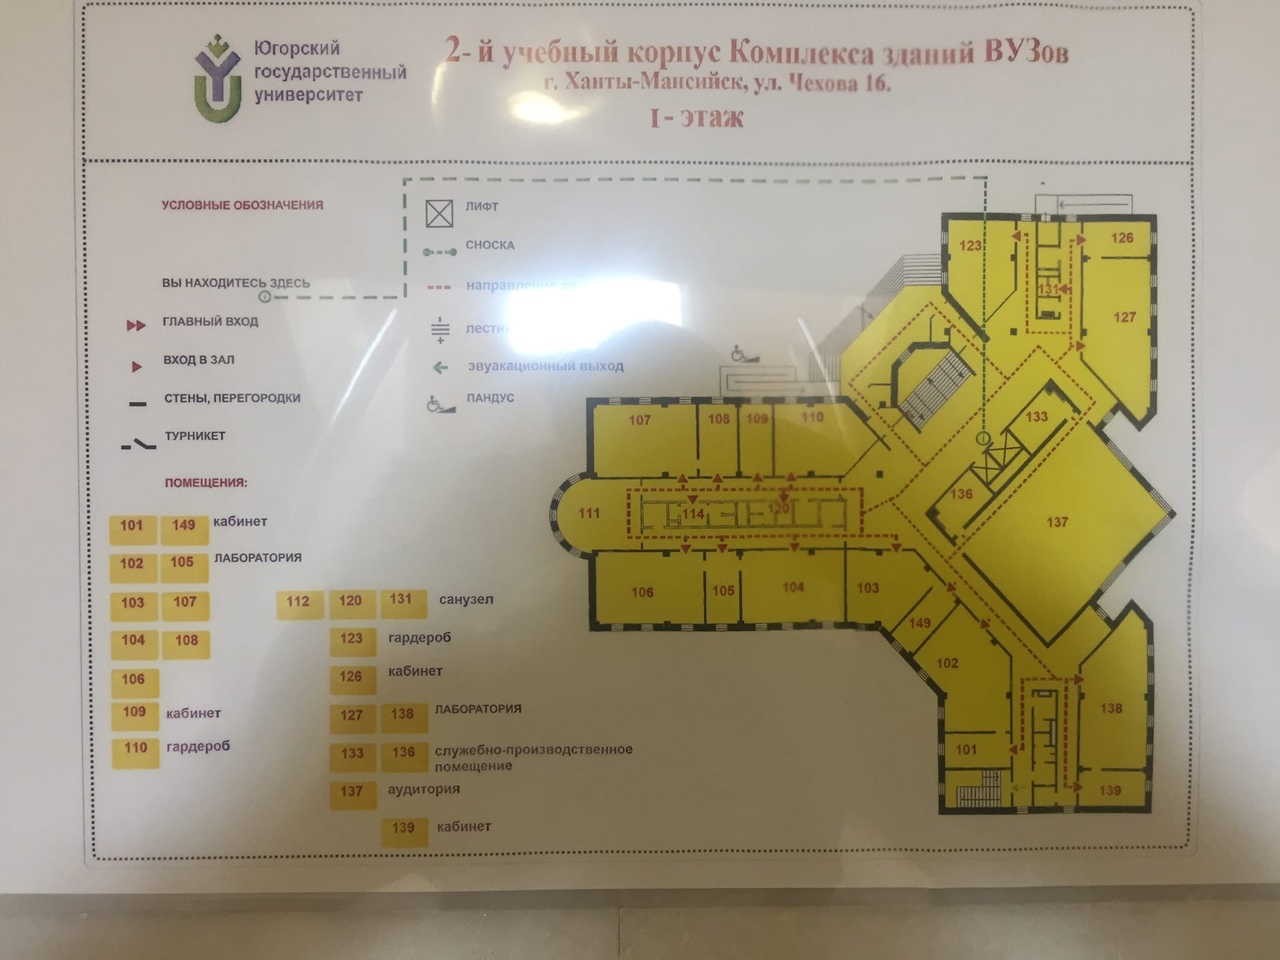 Югорский
государственный
университет
2- й учебный корпус Комплекса зданий ВУЗов
г. Ханты-Мансийск, ул. Чехова 16.
I - этаж
УСЛОВНЫЕ ОБОЗНАЧЕНИЯ
ВЫ НАХОДИТЕСЬ ЗДЕСЬ
ГЛАВНЫЙ ВХОД
ВХОД В ЗАЛ
СТЕНЫ, ПЕРЕГОРОДКИ
ТУРНИКЕТ
ЛИФТ
СНОСКА
эвуакационный выход
ПАНДУС
ПОМЕЩЕНИЯ:
101 149 кабинет
102 105 ЛАБОРАТОРИЯ
103 107
104 108
106
109 кабинет
110 гардероб
112 120 131 санузел
123 гардероб
126 кабинет
127 138 ЛАБОРАТОРИЯ
133 136 служебно-производственное
помещение
137 аудитория
139 кабинет
123
126
131
127
107
108
109
110
133
136
111
114
120
137
106
105
104
103
149
102
101
138
139